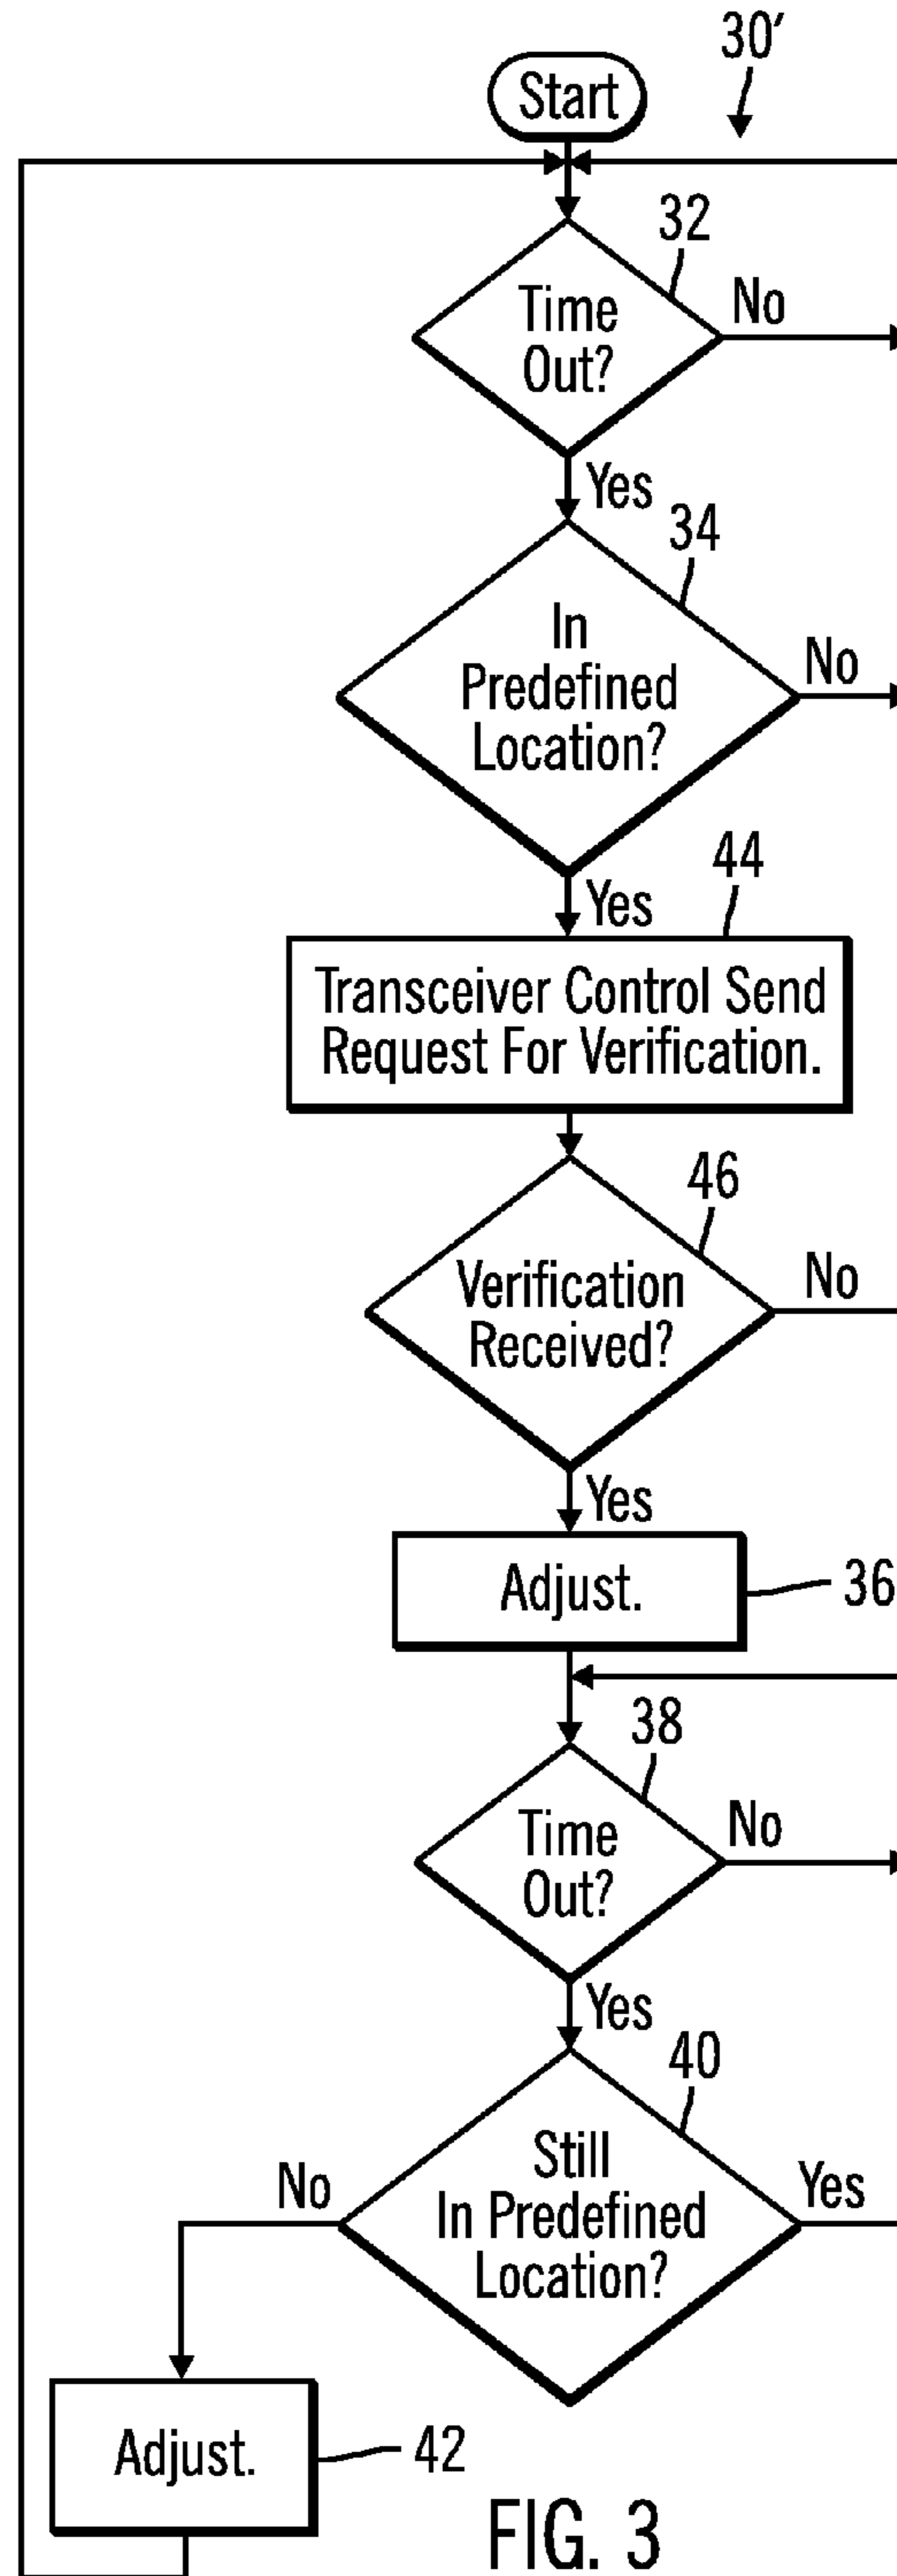 30′
Start
32
Time
Out?
No
Yes
34
In
Predefined
Location?
No
Yes
44
Transceiver Control Send
Request For Verification.
46
Verification
Received?
No
Yes
Adjust.
36
38
Time
Out?
No
Yes
40
Still
In Predefined
Location?
No
Yes
Adjust.
42
FIG. 3